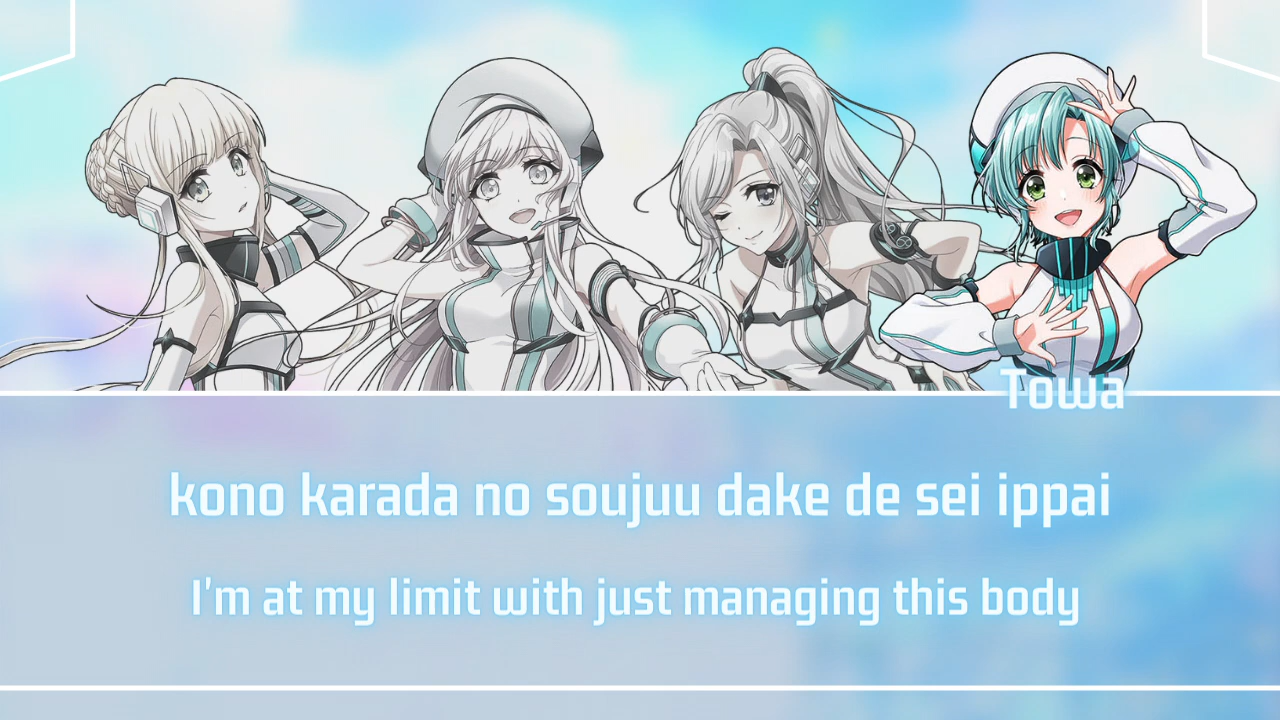 Towa
kono karada no soujuu dake de sei ippai
I'm at my limit with just managing this body